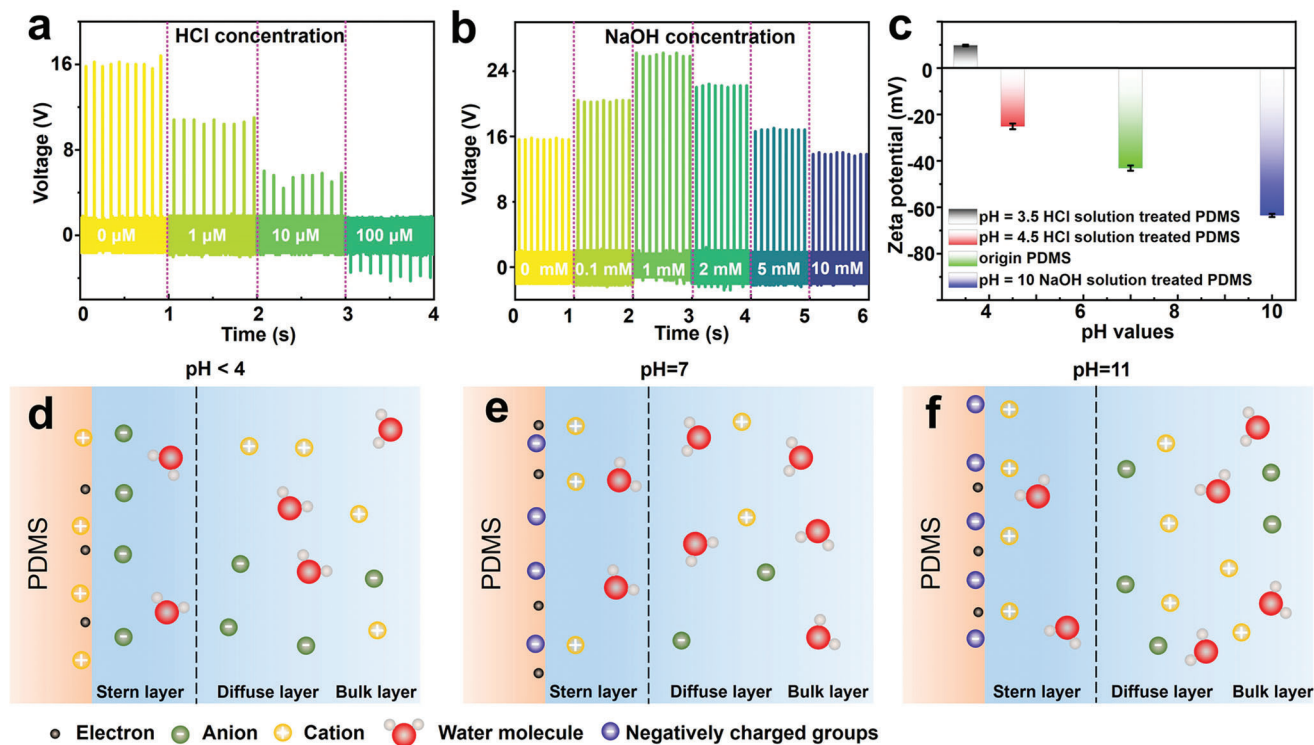 a
HCl concentration
Voltage (V)
16
8
0
0 µM
1 µM
10 µM
100 µM
0
1
2
3
4
Time (s)
b
NaOH concentration
Voltage (V)
24
16
8
0
0 mM
0.1 mM
1 mM
2 mM
5 mM
10 mM
0
1
2
3
4
5
6
Time (s)
c
Zeta potential (mV)
0
-20
-40
-60
-80
pH = 3.5 HCl solution treated PDMS
pH = 4.5 HCl solution treated PDMS
origin PDMS
pH = 10 NaOH solution treated PDMS
4
6
8
10
pH values
pH < 4
d
PDMS
Stern layer
Diffuse layer
Bulk layer
pH=7
e
PDMS
Stern layer
Diffuse layer
Bulk layer
pH=11
f
PDMS
Stern layer
Diffuse layer
Bulk layer
Electron
Anion
Cation
Water molecule
Negatively charged groups